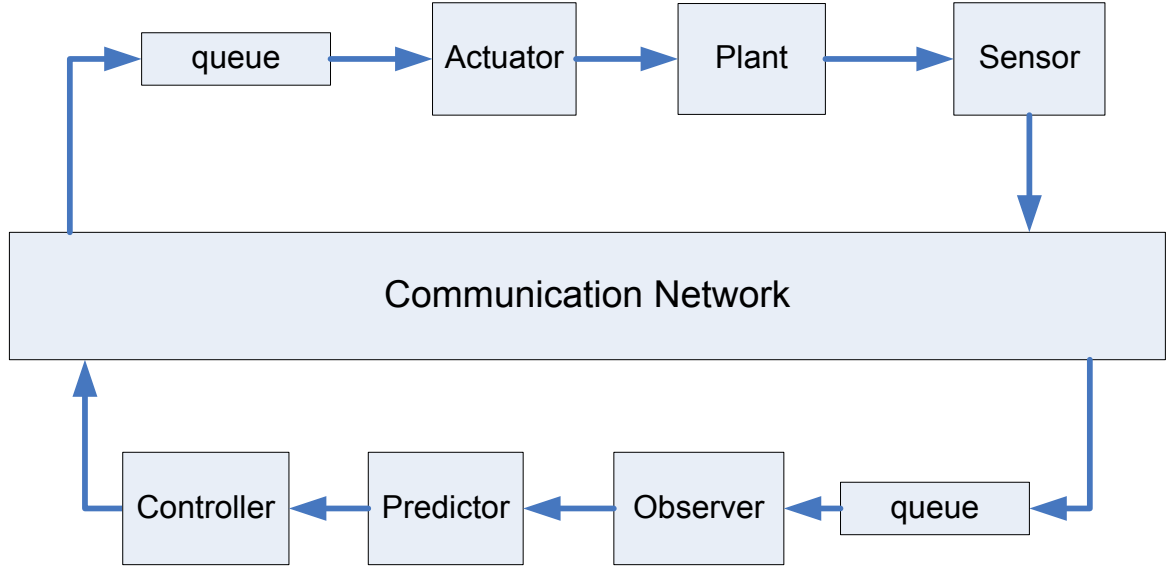 queue
Actuator
Plant
Sensor
Communication Network
Controller
Predictor
Observer
queue